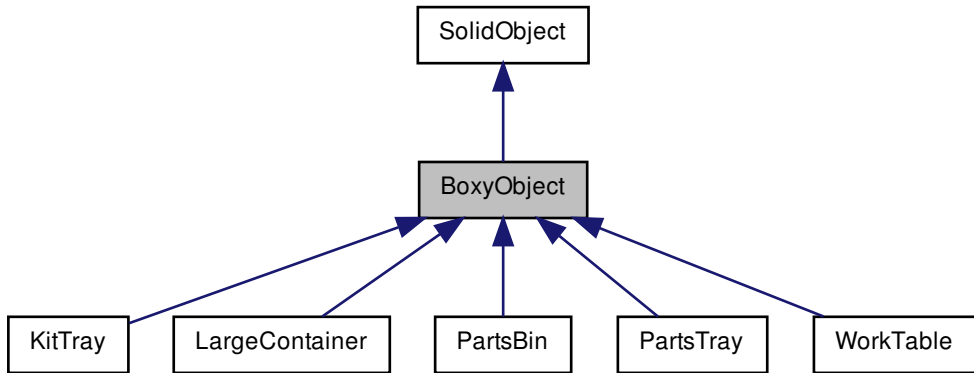 SolidObject
BoxyObject
KitTray
LargeContainer
PartsBin
PartsTray
WorkTable